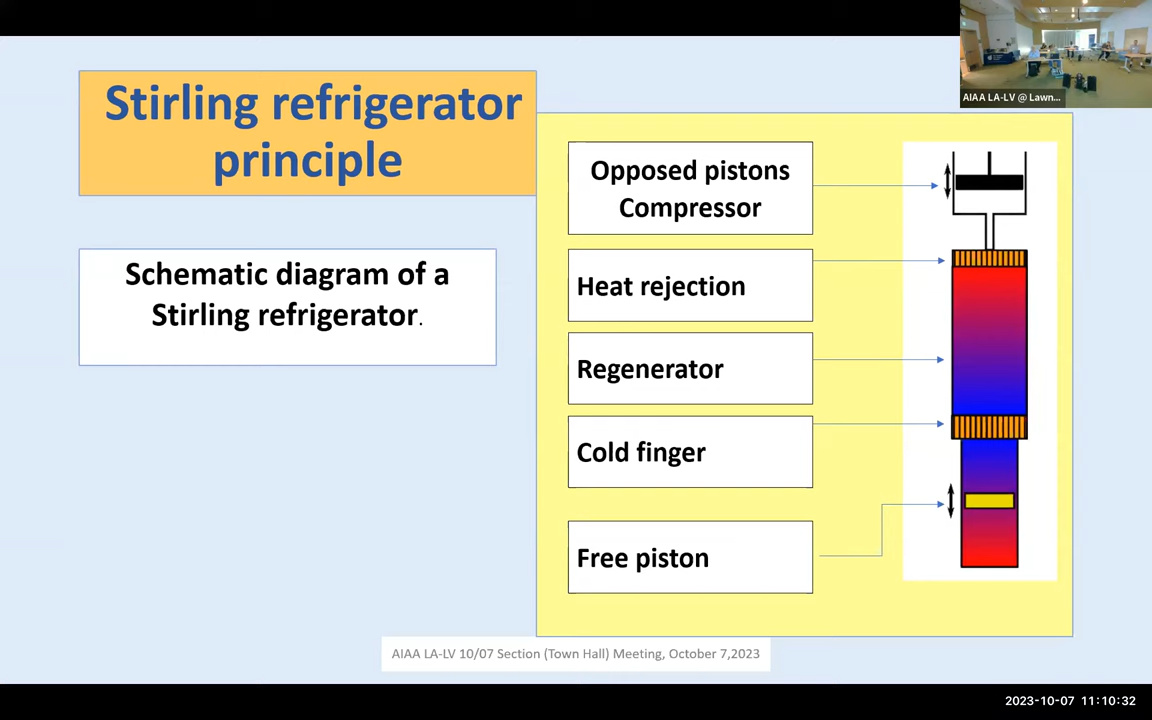 Stirling refrigerator
principle
Schematic diagram of a
Stirling refrigerator.
Opposed pistons
Compressor
Heat rejection
Regenerator
Cold finger
Free piston
AIAA LA-LV @ Lawn...
AIAA LA-LV 10/07 Section (Town Hall) Meeting, October 7,2023
2023-10-07 11:10:32